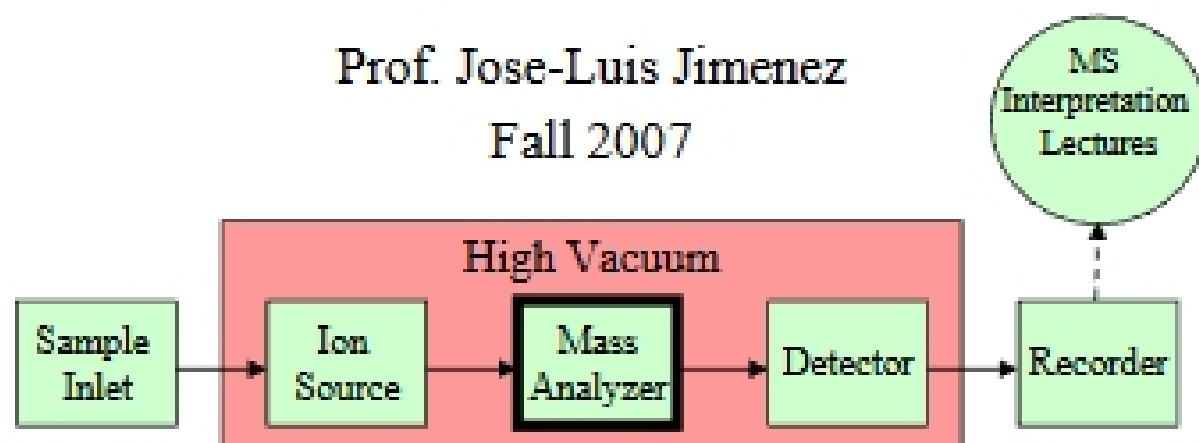 Prof. Jose-Luis Jimenez
Fall 2007
MS
Interpretation
Lectures
High Vacuum
Sample
Inlet
Ion
Source
Mass
Analyzer
Detector
Recorder